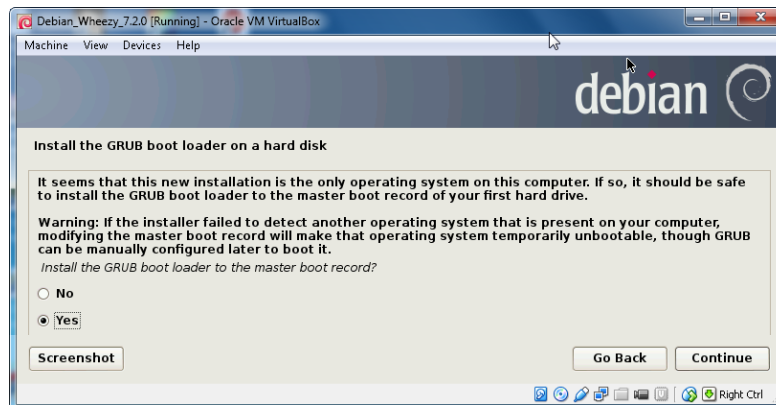 Debian_Wheezy_7.2.0 [Running] - Oracle VM VirtualBox
Machine View Devices Help
debian
Install the GRUB boot loader on a hard disk
It seems that this new installation is the only operating system on this computer. If so, it should be safe
to install the GRUB boot loader to the master boot record of your first hard drive.
Warning: If the installer failed to detect another operating system that is present on your computer,
modifying the master boot record will make that operating system temporarily unbootable, though GRUB
can be manually configured later to boot it.
Install the GRUB boot loader to the master boot record?
No
Yes
Screenshot Go Back Continue
Right Ctrl